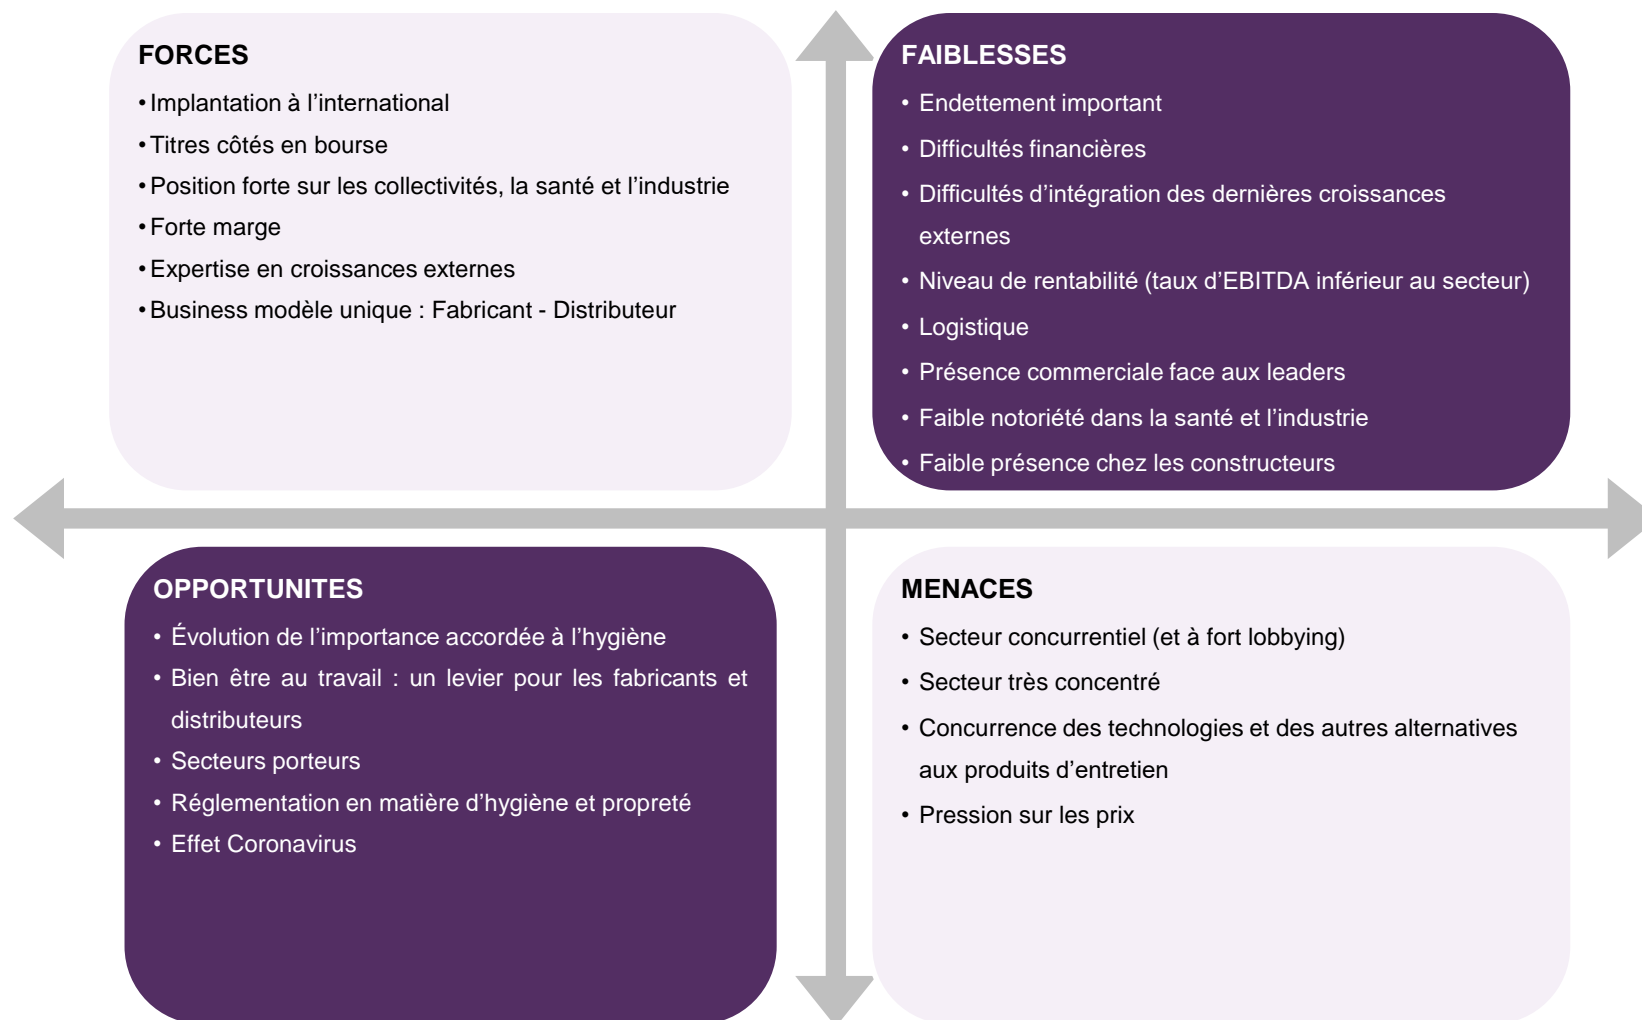 FORCES
• Implantation à l’international
• Titres côtés en bourse
• Position forte sur les collectivités, la santé et l’industrie
• Forte marge
• Expertise en croissances externes
• Business modèle unique : Fabricant - Distributeur
FAIBLESSES
• Endettement important
• Difficultés financières
• Difficultés d’intégration des dernières croissances
externes
• Niveau de rentabilité (taux d’EBITDA inférieur au secteur)
• Logistique
• Présence commerciale face aux leaders
• Faible notoriété dans la santé et l’industrie
• Faible présence chez les constructeurs
OPPORTUNITES
• Évolution de l’importance accordée à l’hygiène
• Bien être au travail : un levier pour les fabricants et
distributeurs
• Secteurs porteurs
• Réglementation en matière d’hygiène et propreté
• Effet Coronavirus
MENACES
• Secteur concurrentiel (et à fort lobbying)
• Secteur très concentré
• Concurrence des technologies et des autres alternatives
aux produits d’entretien
• Pression sur les prix